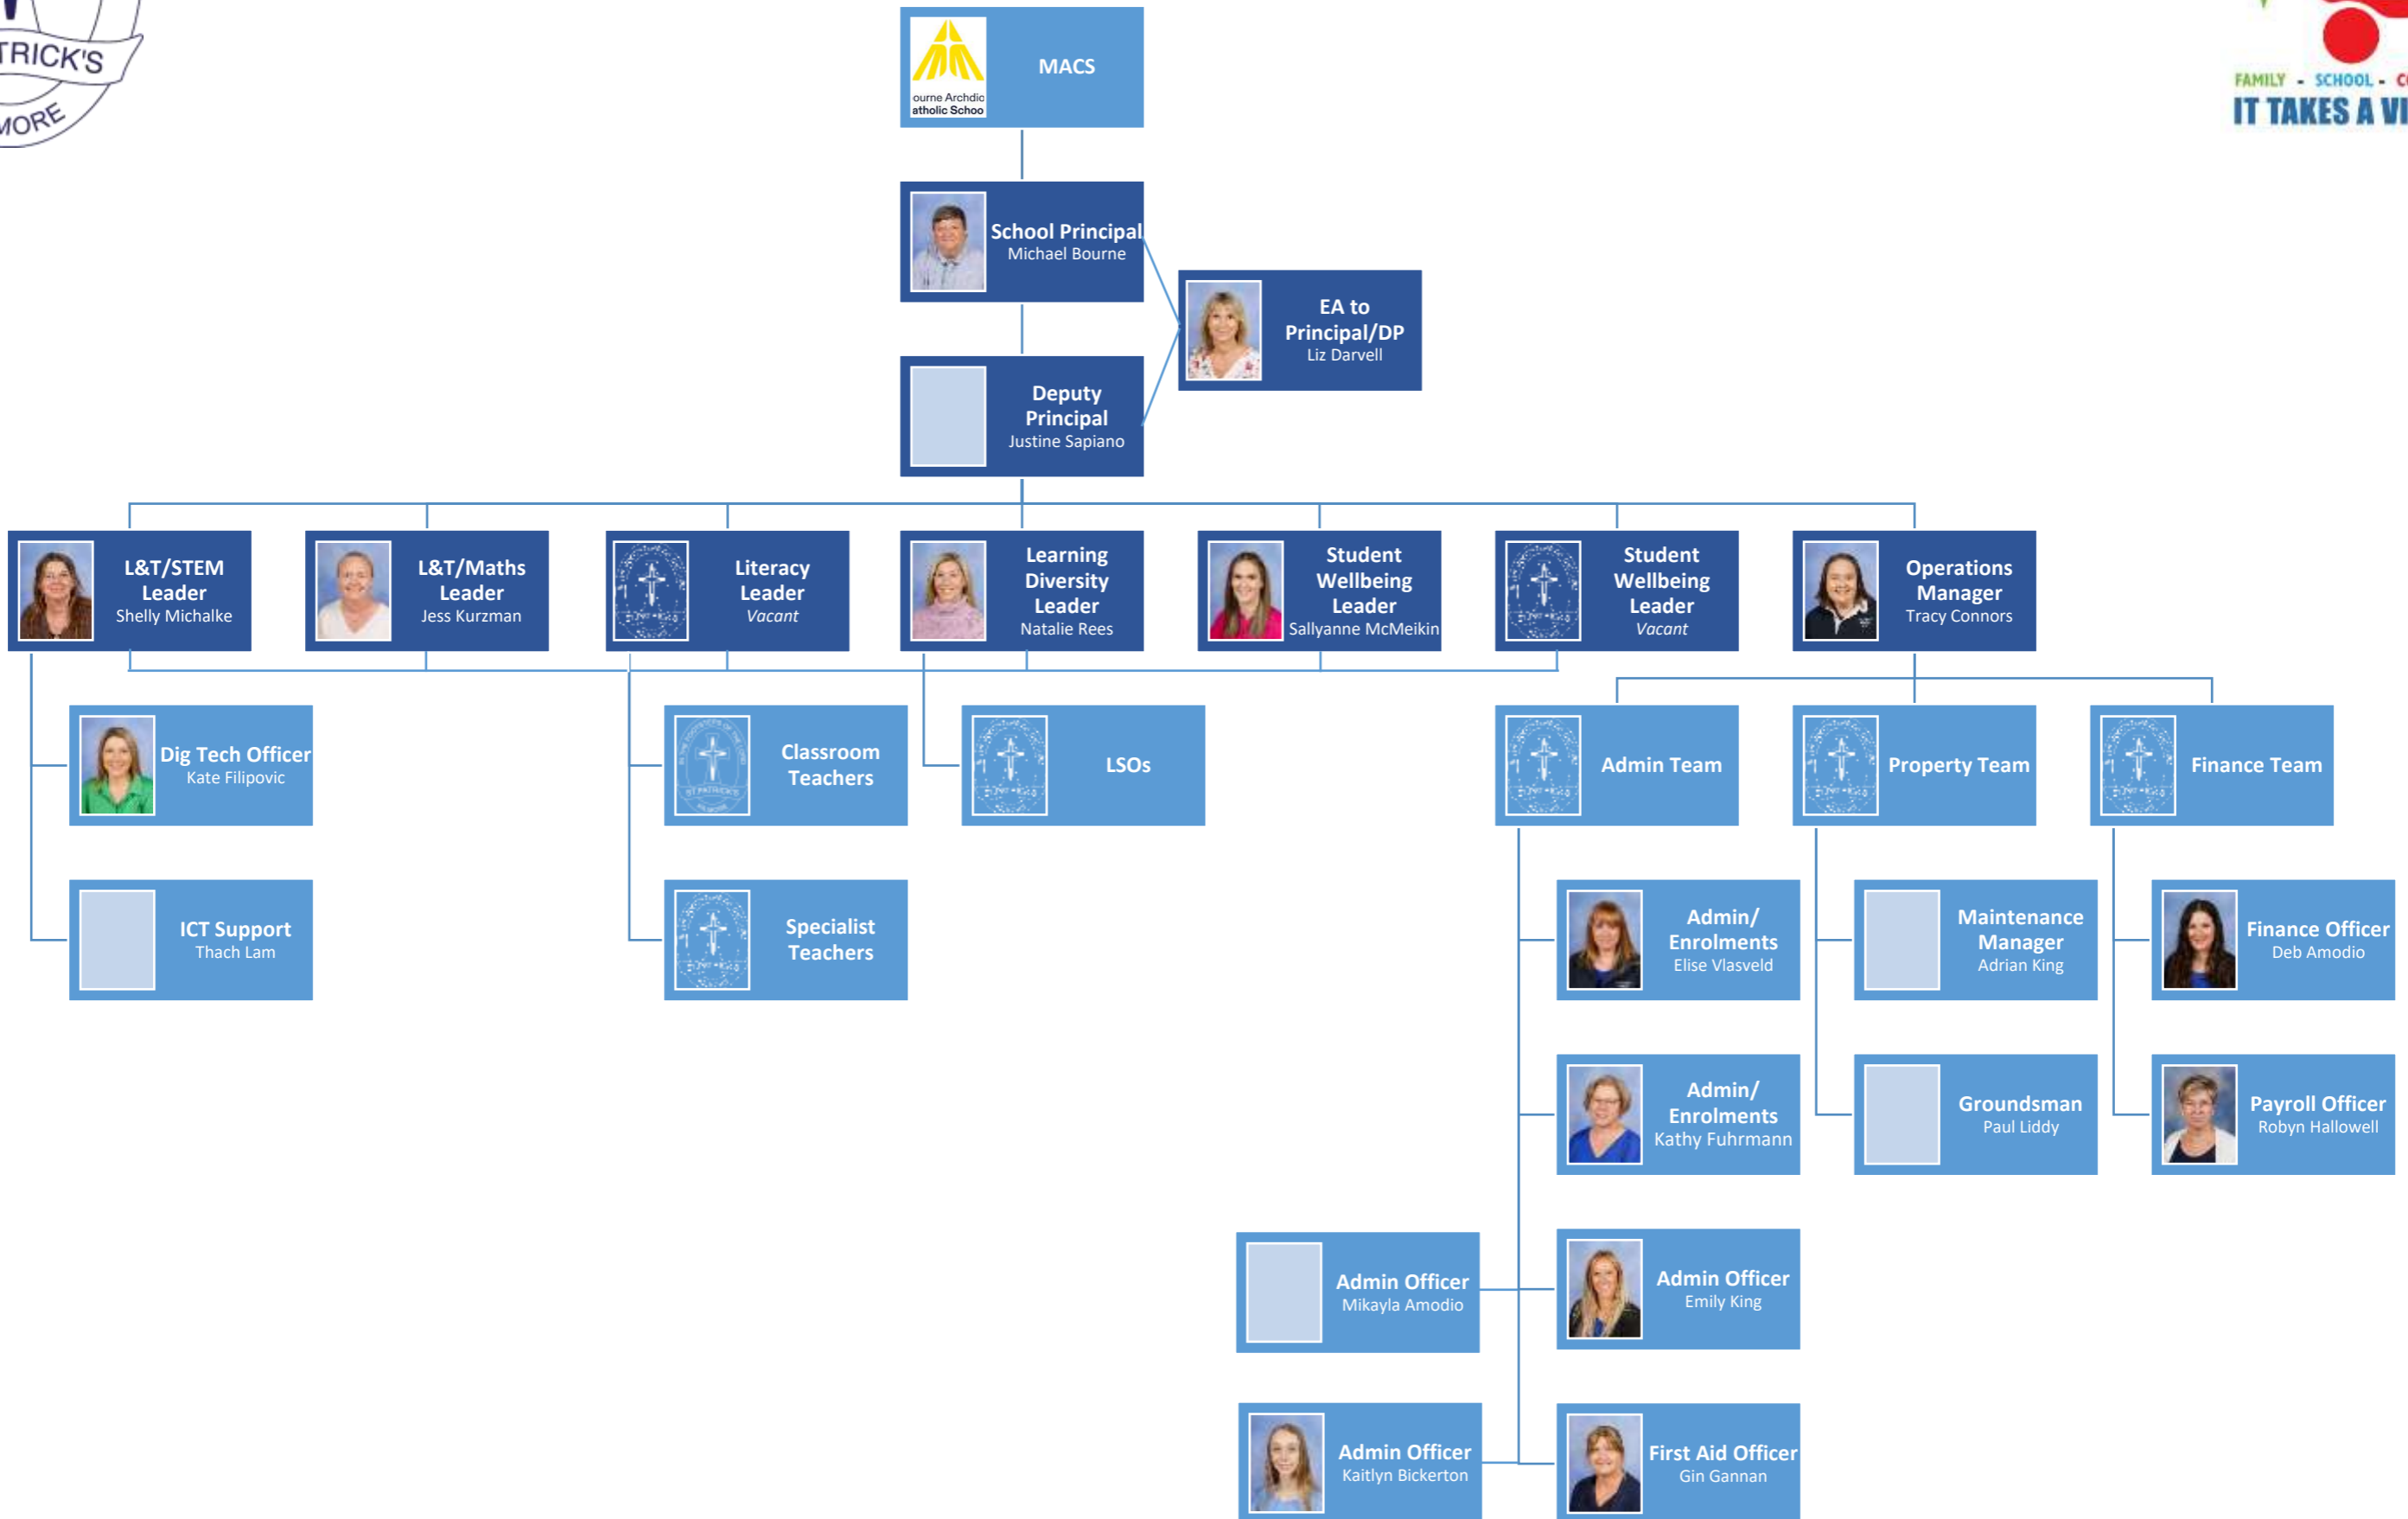 TRICK'S
MORE
MACS
ourne Archdio
atholic Schoo
FAMILY - SCHOOL - CO
IT TAKES A VI
School Principal
Michael Bourne
EA to
Principal/DP
Liz Darvell
Deputy
Principal
Justine Sapiano
L&T/STEM
Leader
Shelly Michalke
L&T/Maths
Leader
Jess Kurzman
Literacy
Leader
Vacant
Learning
Diversity
Leader
Natalie Rees
Student
Wellbeing
Leader
Sallyanne McMeikin
Student
Wellbeing
Leader
Vacant
Operations
Manager
Tracy Connors
Dig Tech Officer
Kate Filipovic
ST PATRICK'S
Classroom
Teachers
LSOs
Admin Team
Property Team
Finance Team
ICT Support
Thach Lam
Specialist
Teachers
Admin/
Enrolments
Elise Vlasveld
Maintenance
Manager
Adrian King
Finance Officer
Deb Amodio
Admin/
Enrolments
Kathy Fuhrmann
Groundsman
Paul Liddy
Payroll Officer
Robyn Hallowell
Admin Officer
Mikayla Amodio
Admin Officer
Emily King
Admin Officer
Kaitlyn Bickerton
First Aid Officer
Gin Gannan